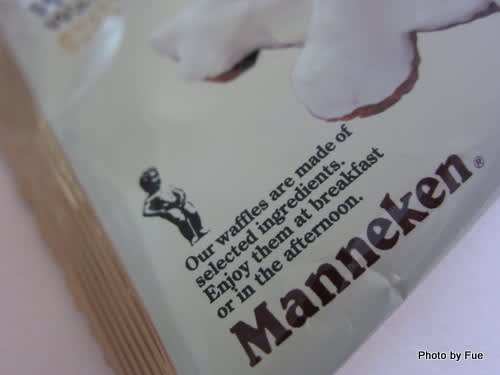 Our waffles are made of
selected ingredients.
Enjoy them at breakfast
or in the afternoon.
Manneken®
Photo by Fue